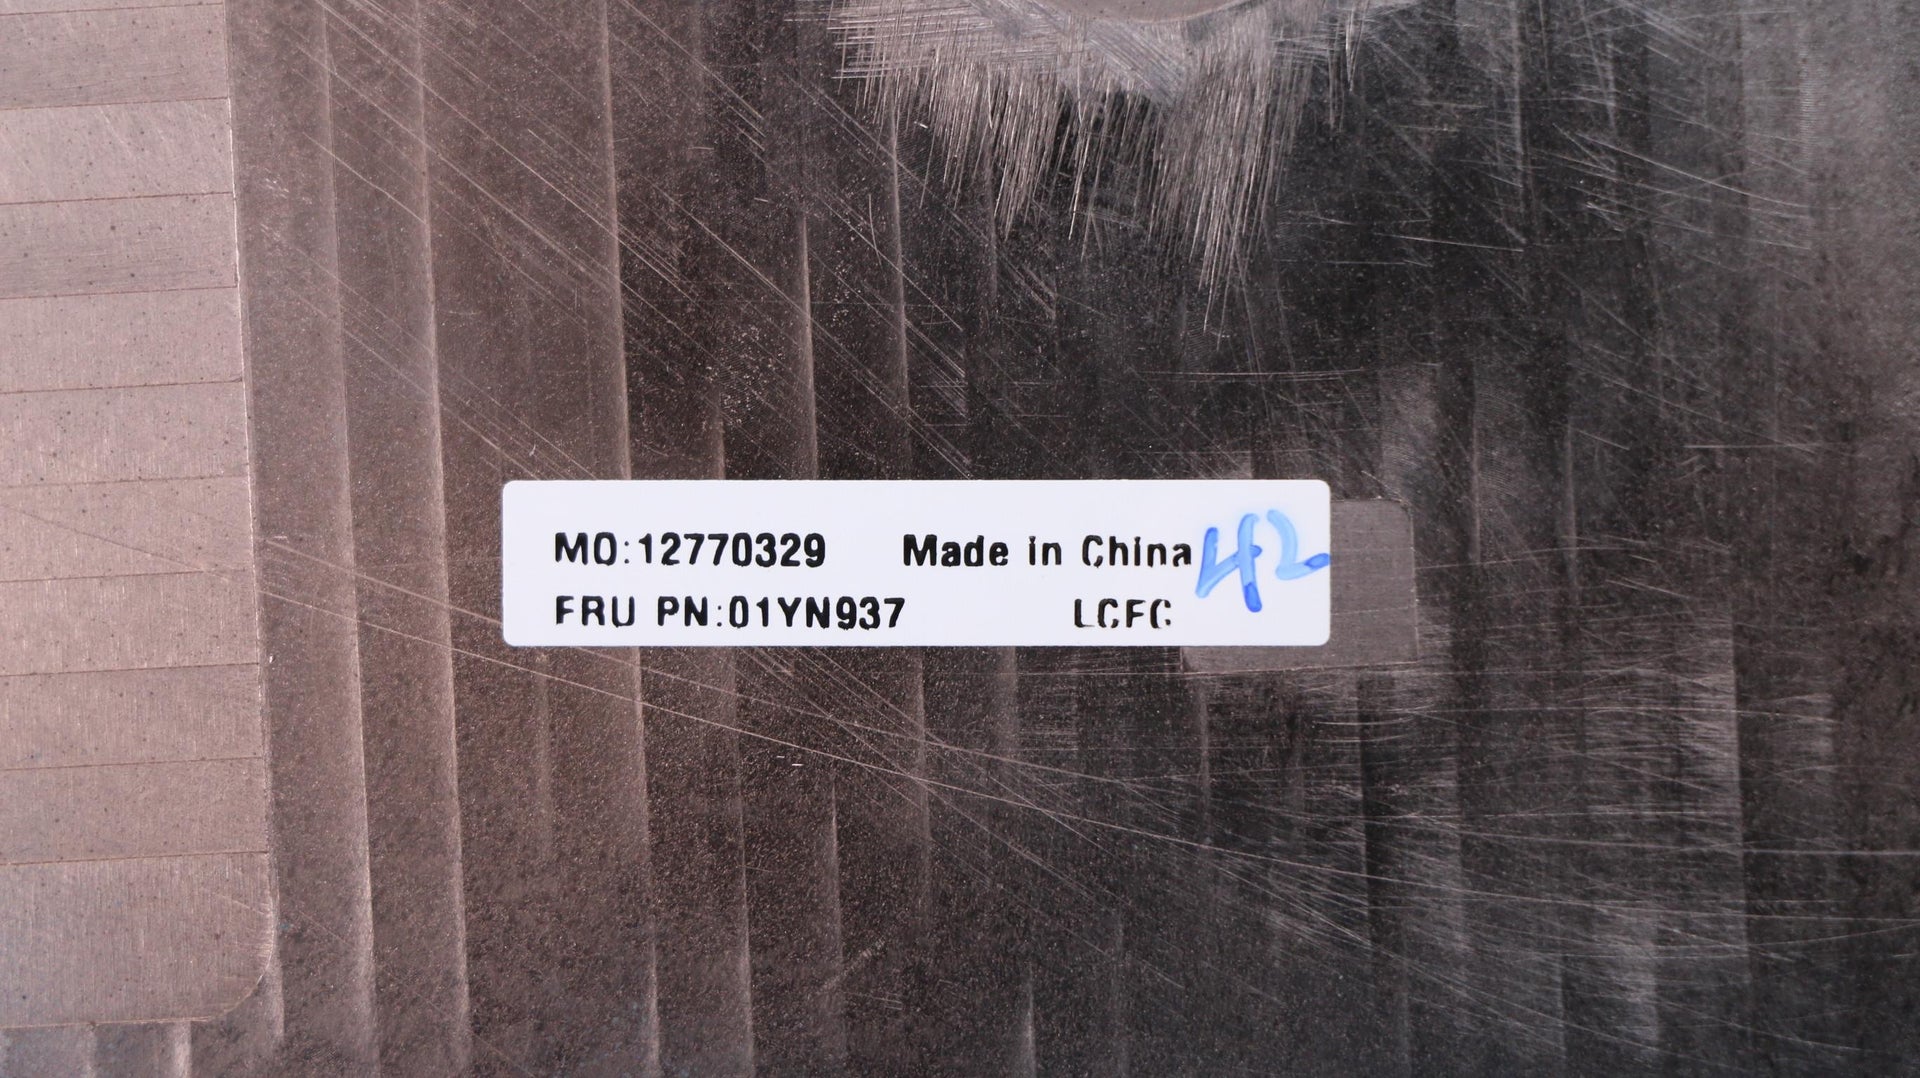 MO:12770329 Made in China 42
FRU PN:01YN937 LCFC